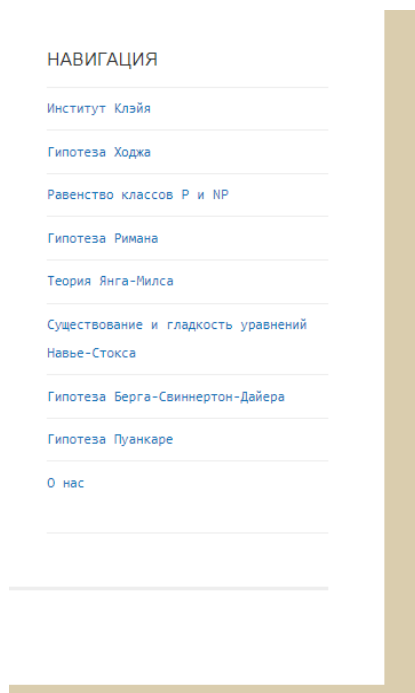 НАВИГАЦИЯ
Институт Клэйя
Гипотеза Ходжа
Равенство классов P и NP
Гипотеза Римана
Теория Янга-Милса
Существование и гладкость уравнений
Навье-Стокса
Гипотеза Берга-Свиннертон-Дайера
Гипотеза Пуанкаре
О нас